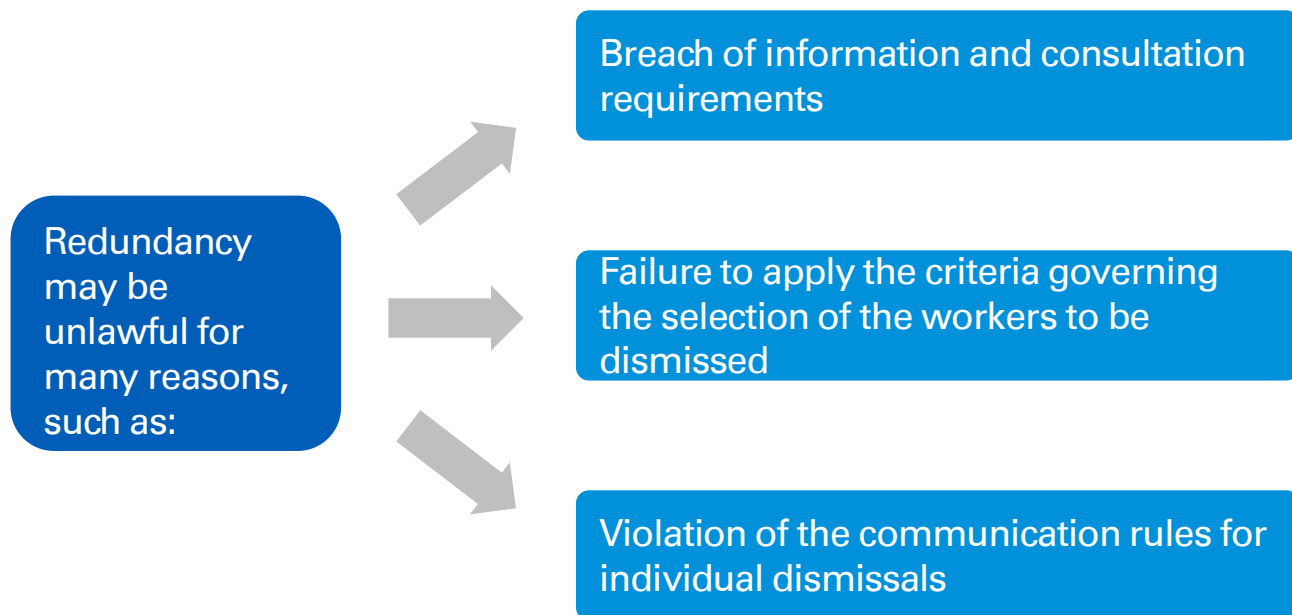 Breach of information and consultation
requirements
Redundancy
may be
unlawful for
many reasons,
such as:
Failure to apply the criteria governing
the selection of the workers to be
dismissed
Violation of the communication rules for
individual dismissals